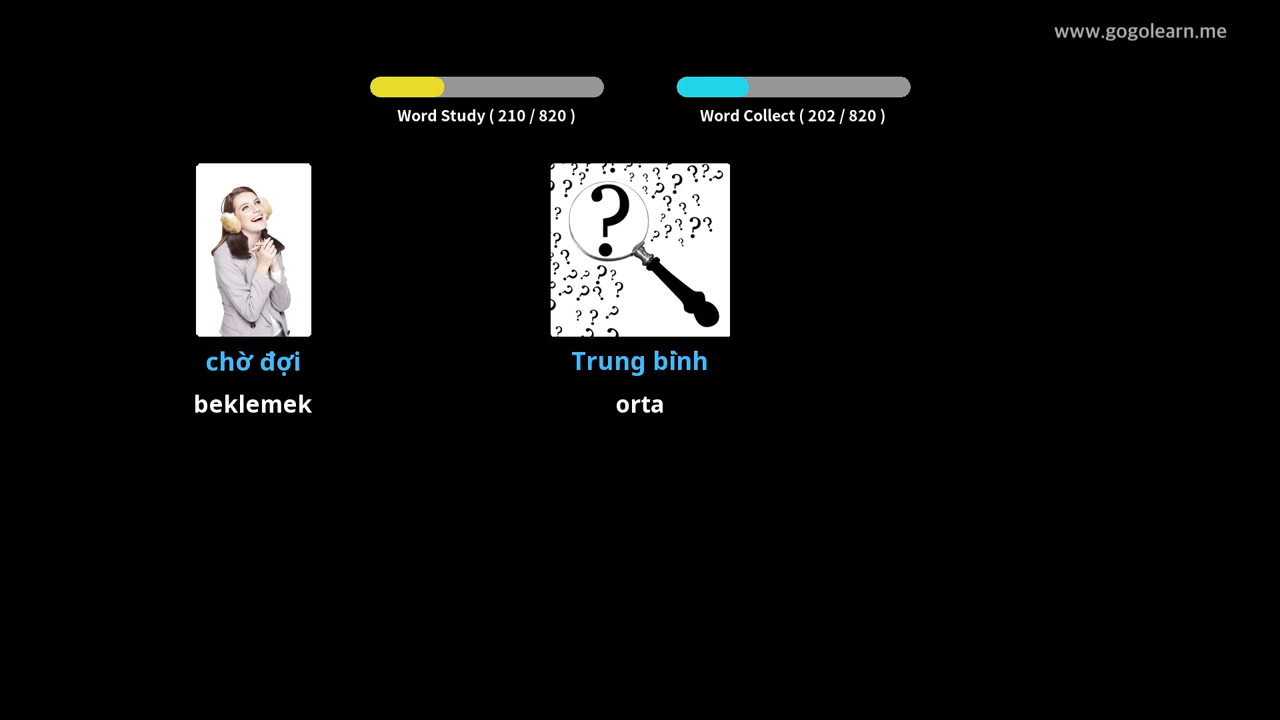 www.gogolearn.me
Word Study ( 210 / 820 )
Word Collect ( 202 / 820 )
chờ đợi
Trung bình
beklemek
orta